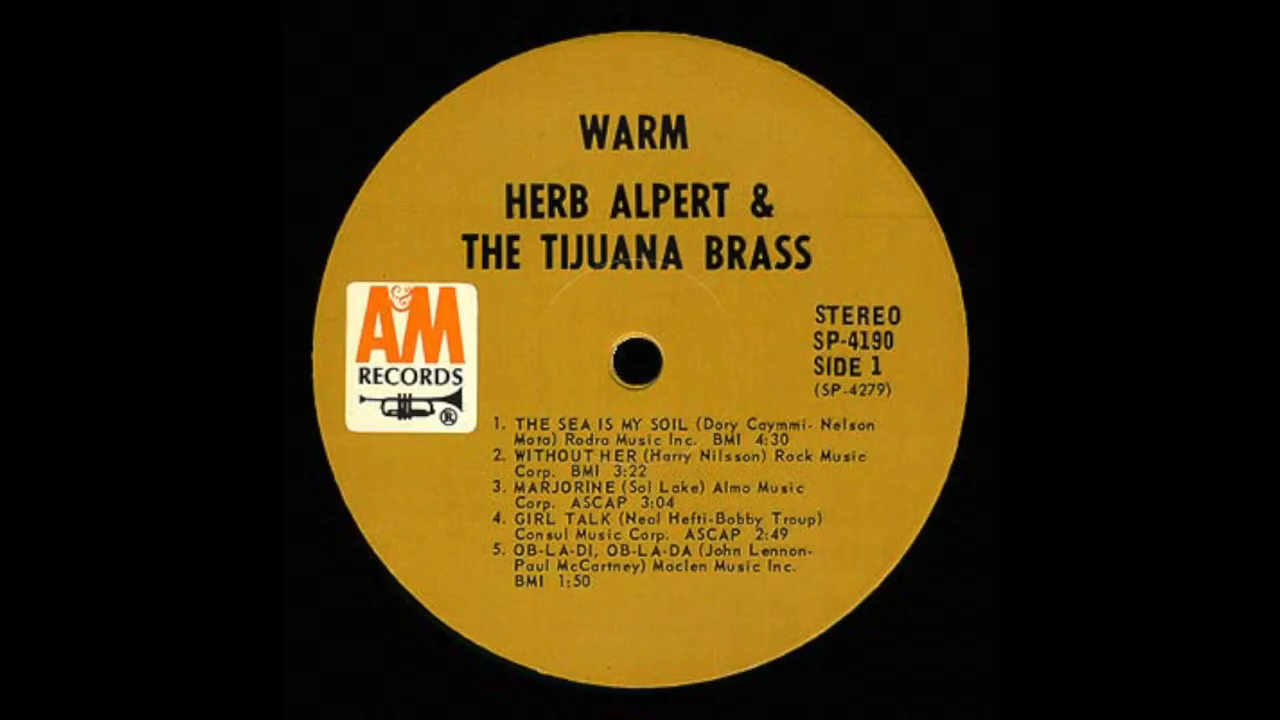 WARM
HERB ALPERT &
THE TIJUANA BRASS
A&M
RECORDS
®
STEREO
SP-4190
SIDE 1
(SP-4279)
1. THE SEA IS MY SOIL (Dory Caymmi- Nelson
Mota) Rodra Music Inc. BMI 4:30
2. WITHOUT HER (Harry Nilsson) Rock Music
Corp. BMI 3:22
3. MARJORINE (Sol Lake) Almo Music
Corp. ASCAP 3:04
4. GIRL TALK (Neal Hefti-Bobby Troup)
Consul Music Corp. ASCAP 2:49
5. OB-LA-DI, OB-LA-DA (John Lennon-
Paul McCartney) Maclen Music Inc.
BMI 1:50